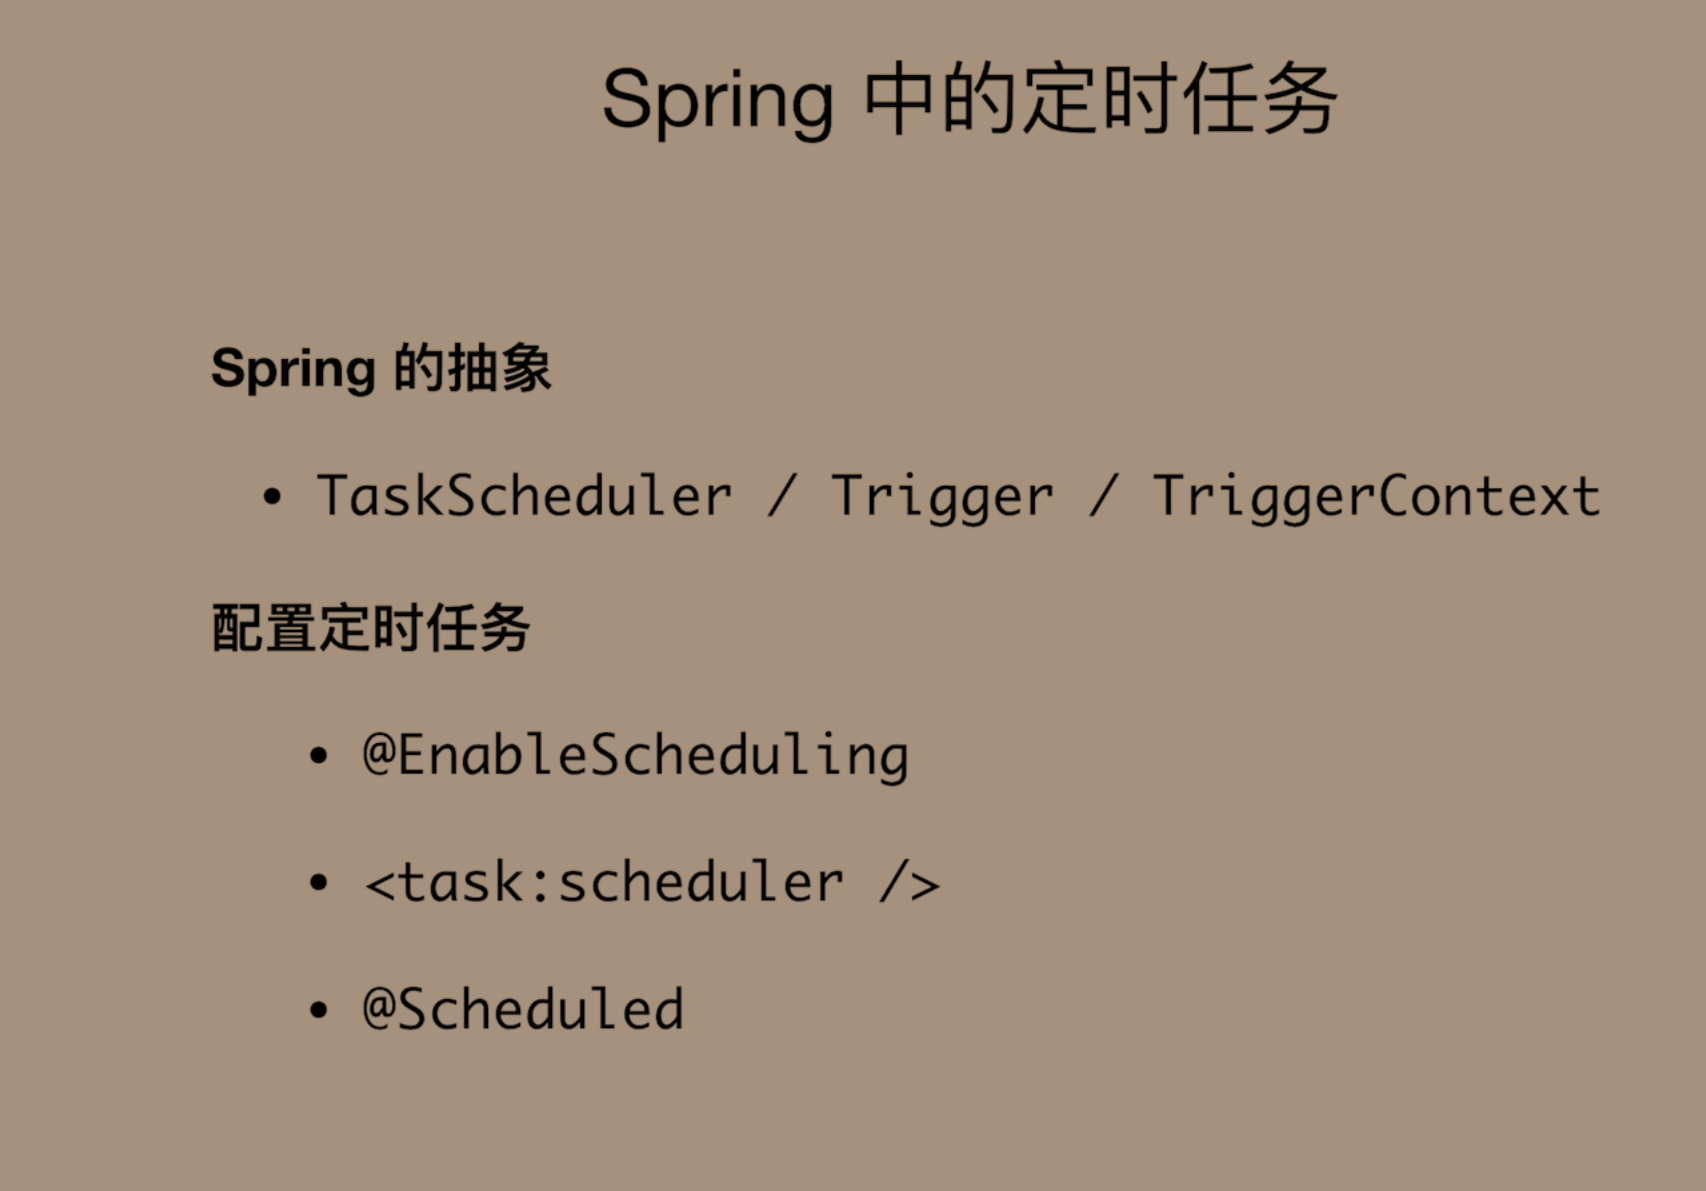 Spring 中的定时任务
Spring 的抽象
• TaskScheduler / Trigger / TriggerContext
配置定时任务
• @EnableScheduling
• <task:scheduler />
• @Scheduled